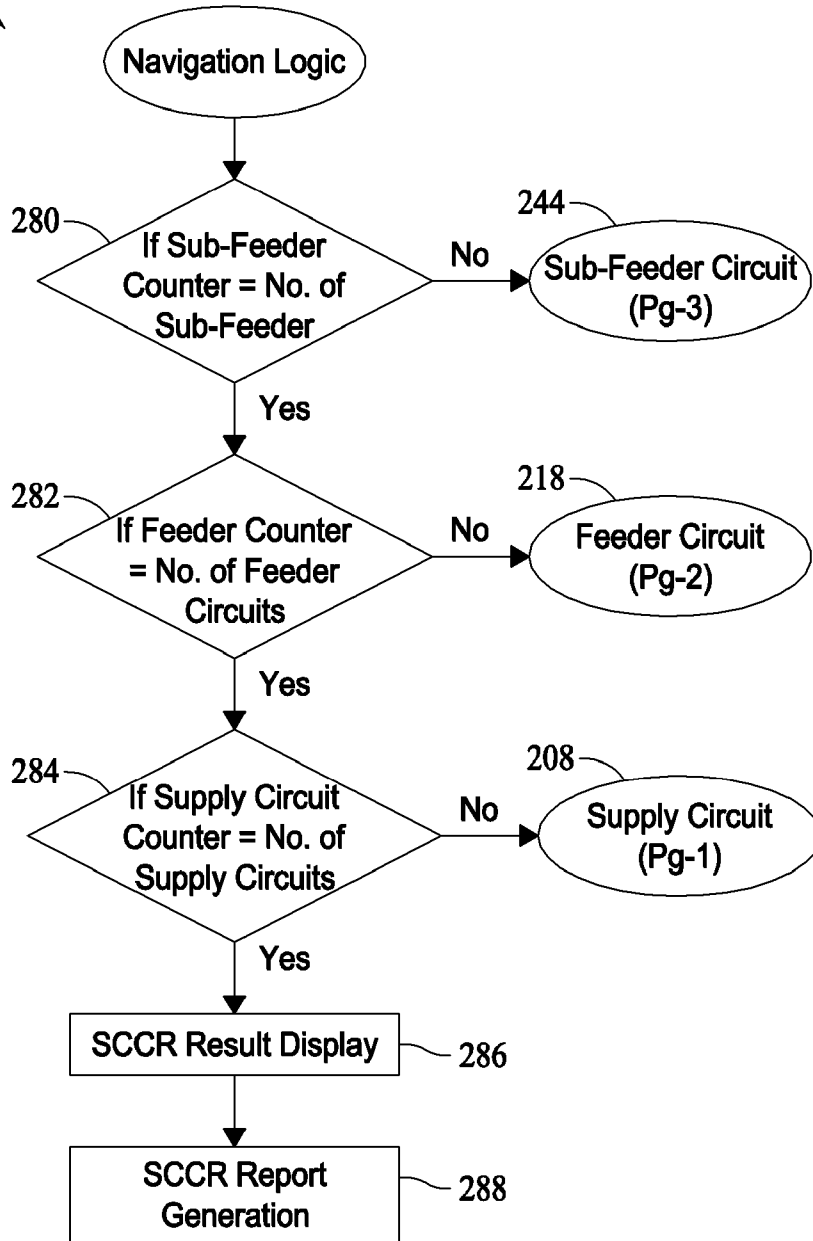 Navigation Logic
280
If Sub-Feeder
Counter = No. of
Sub-Feeder
No
244
Sub-Feeder Circuit
(Pg-3)
Yes
282
If Feeder Counter
= No. of Feeder
Circuits
No
218
Feeder Circuit
(Pg-2)
Yes
284
If Supply Circuit
Counter = No. of
Supply Circuits
No
208
Supply Circuit
(Pg-1)
Yes
SCCR Result Display
286
SCCR Report
Generation
288